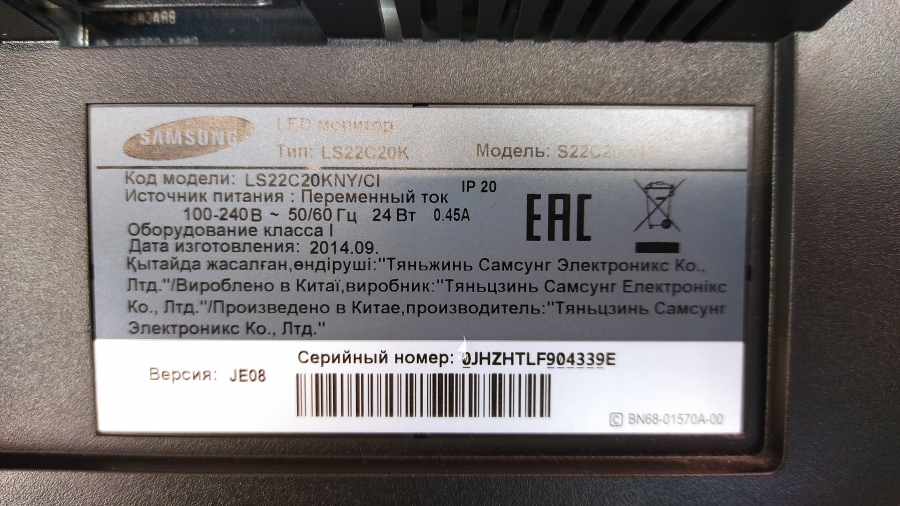 SAMSUNG
LED монитор
Тип: LS22C20K
Модель:
Код модели: LS22C20KNY/CI
IP 20
Источник питания : Переменный ток
100-240В ~ 50/60 Гц 24 Вт 0.45A
Оборудование класса I
Дата изготовления: 2014.09.
EAC
Қытайда жасалған,өндіруші:"Тяньжинь Самсунг Электроникс Ко.,
Лтд."/Вироблено в Китаї,виробник:"Тяньцзинь Самсунг Електронікс
Ко., Лтд."/Произведено в Китае,производитель:"Тяньцзинь Самсунг
Электроникс Ко., Лтд."
Серийный номер: 0JHZHTLF904339E
Версия: JE08
C BN68-01570A-00